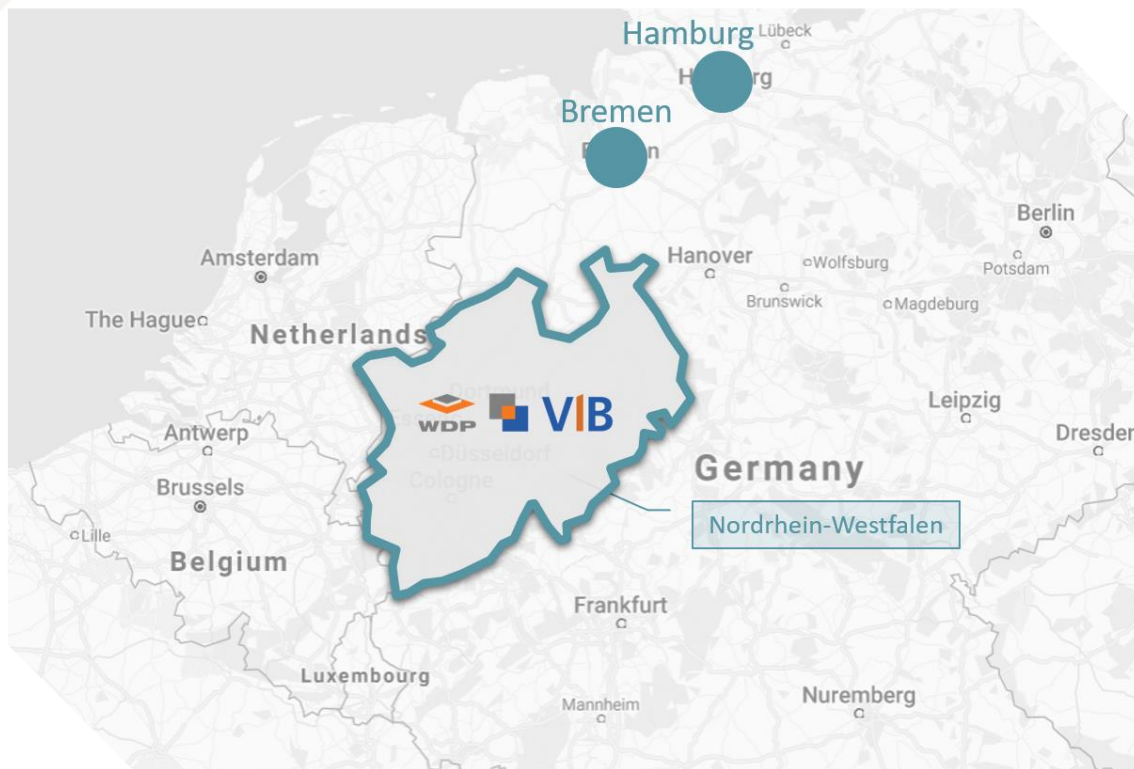 Hamburg
Lübeck
Bremen
Berlin
Hanover
Wolfsburg
Potsdam
Amsterdam
Brunswick
Magdeburg
The Hague
Netherlands
Dortmund
WDP VIB
Leipzig
Antwerp
Düsseldorf
Dresden
Cologne
Germany
Brussels
Nordrhein-Westfalen
Lille
Belgium
Frankfurt
Luxembourg
Nuremberg
Mannheim